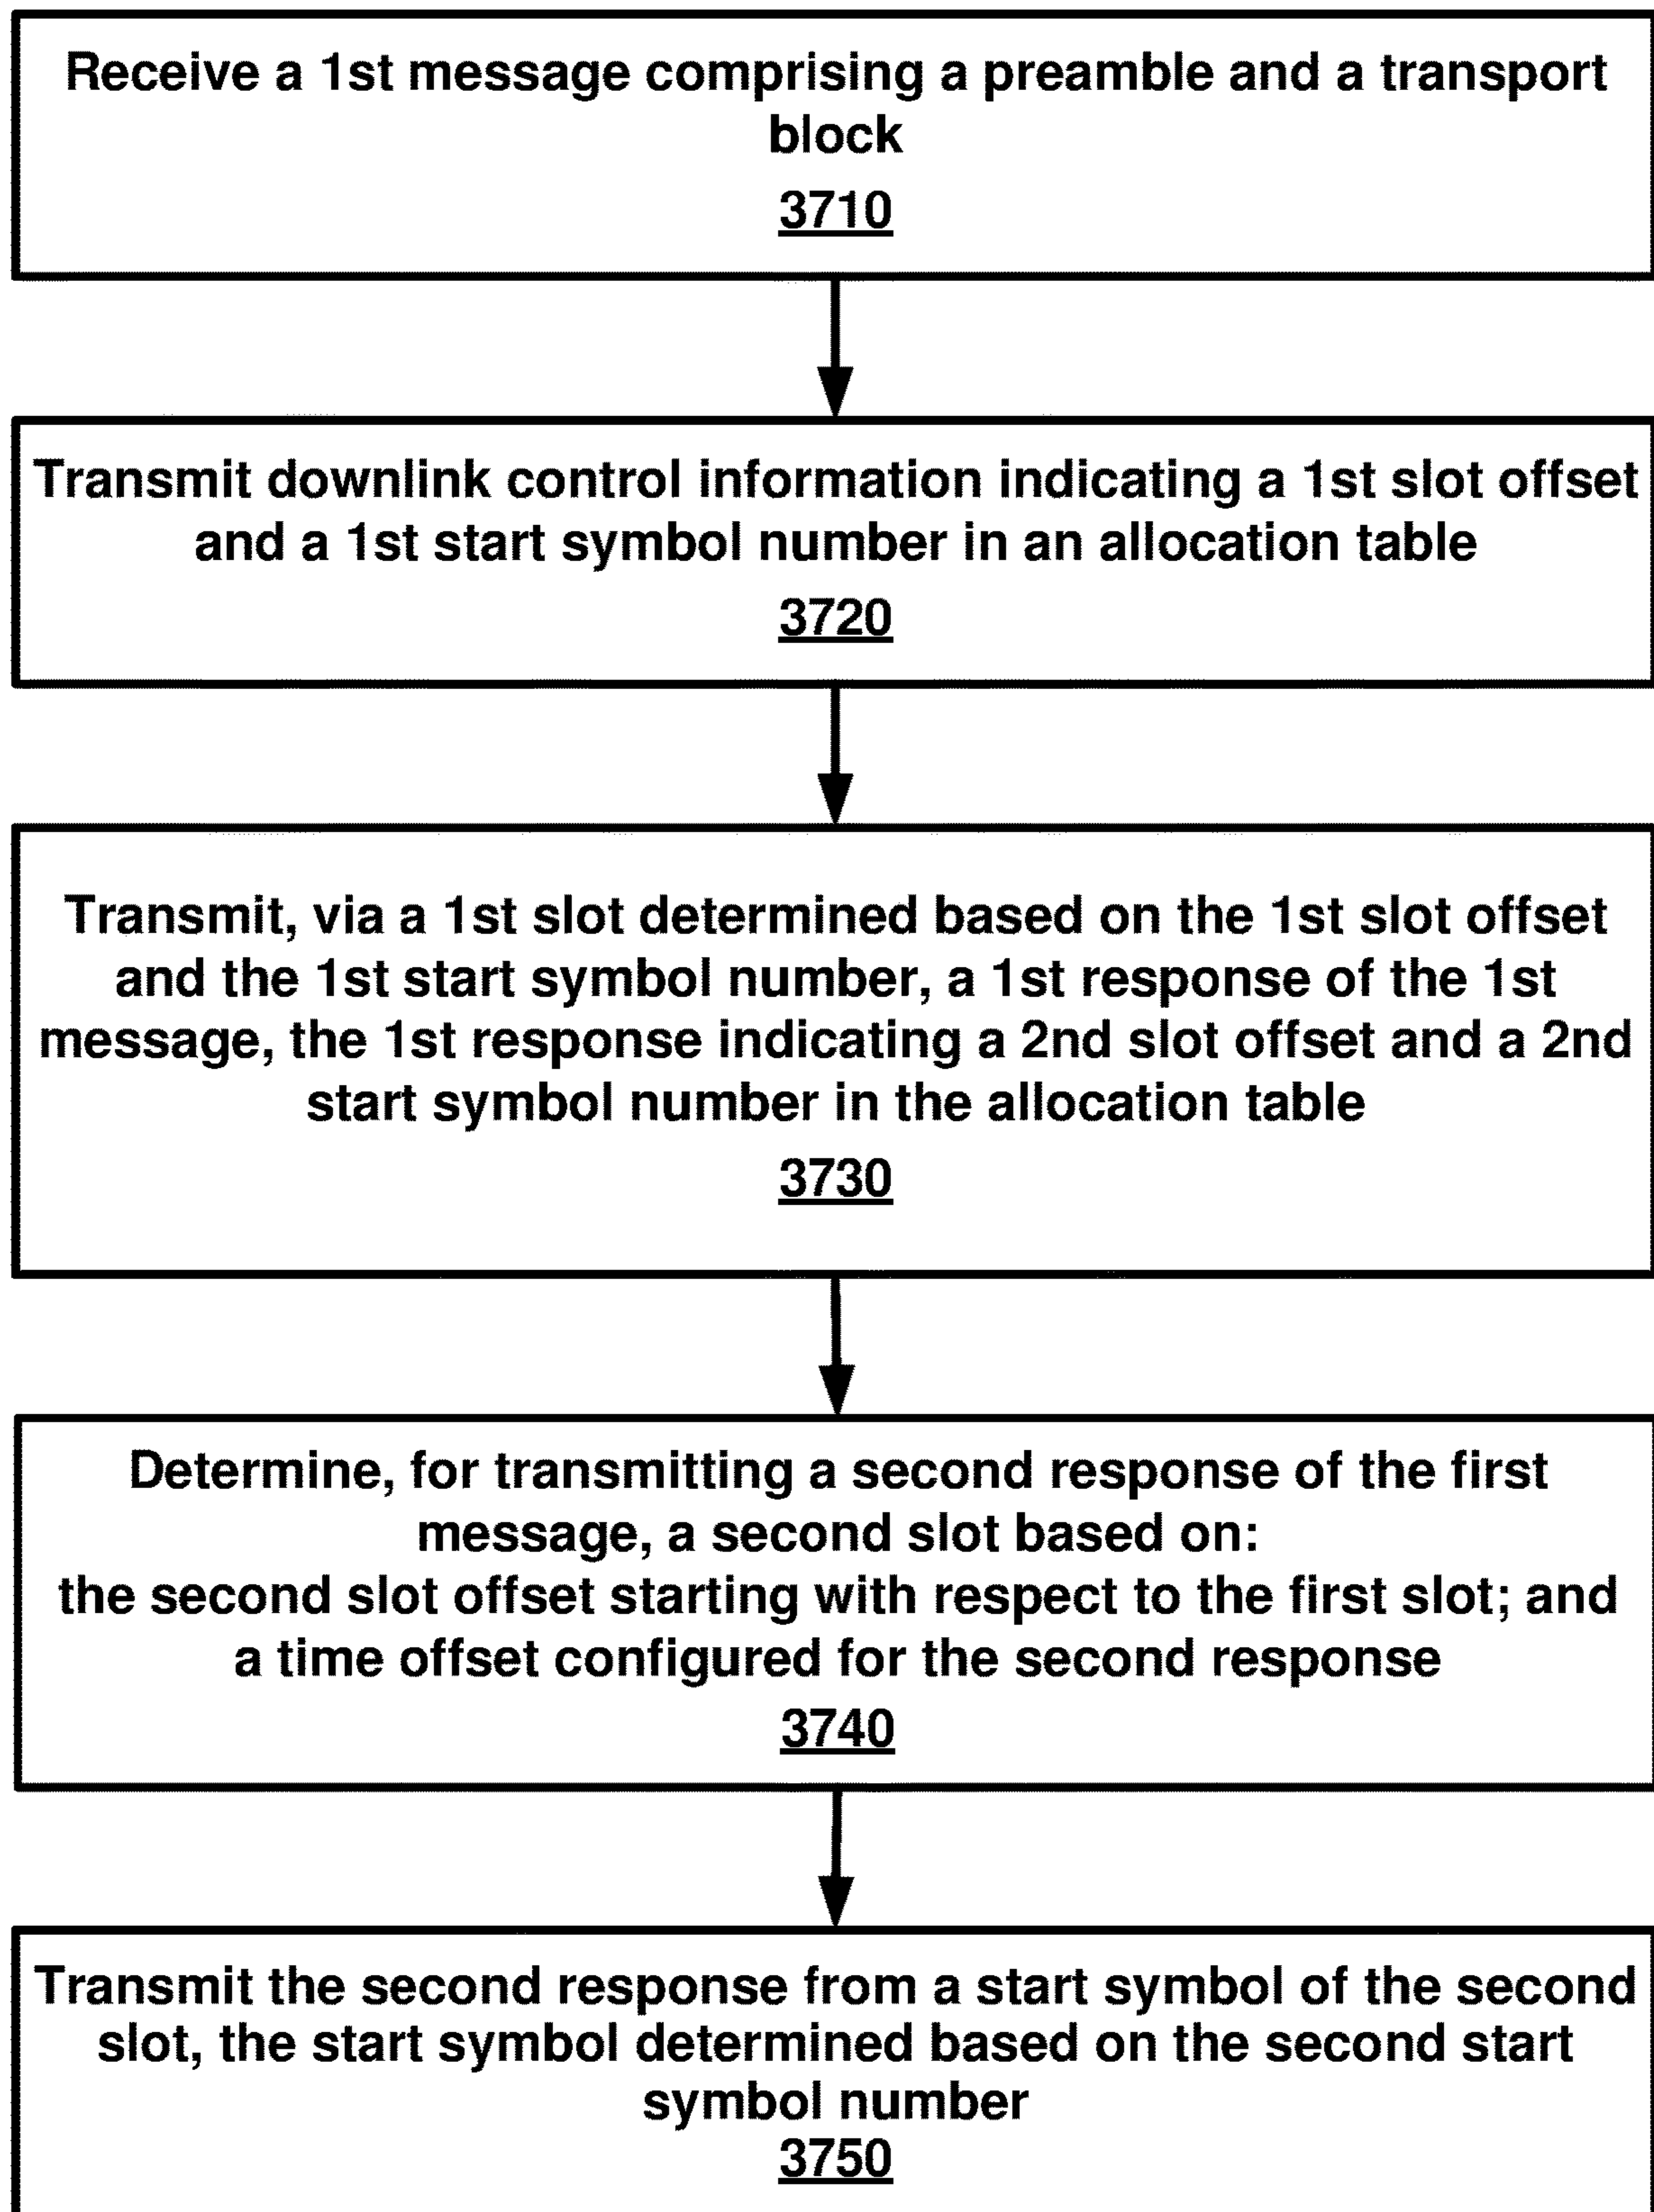 Receive a 1st message comprising a preamble and a transport
block
3710
Transmit downlink control information indicating a 1st slot offset
and a 1st start symbol number in an allocation table
3720
Transmit, via a 1st slot determined based on the 1st slot offset
and the 1st start symbol number, a 1st response of the 1st
message, the 1st response indicating a 2nd slot offset and a 2nd
start symbol number in the allocation table
3730
Determine, for transmitting a second response of the first
message, a second slot based on:
the second slot offset starting with respect to the first slot; and
a time offset configured for the second response
3740
Transmit the second response from a start symbol of the second
slot, the start symbol determined based on the second start
symbol number
3750